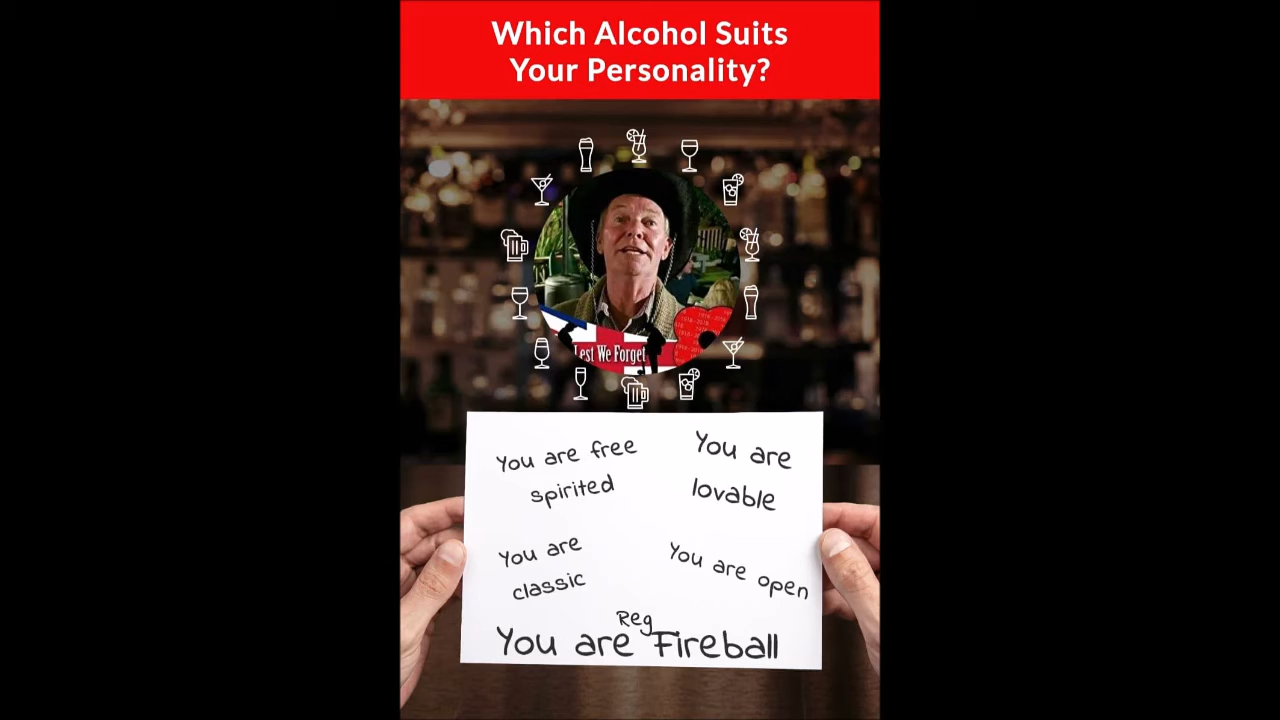 Which Alcohol Suits
Your Personality?
Lest We Forget
You are free
spirited
You are
lovable
You are
classic
You are open
Reg
You are Fireball